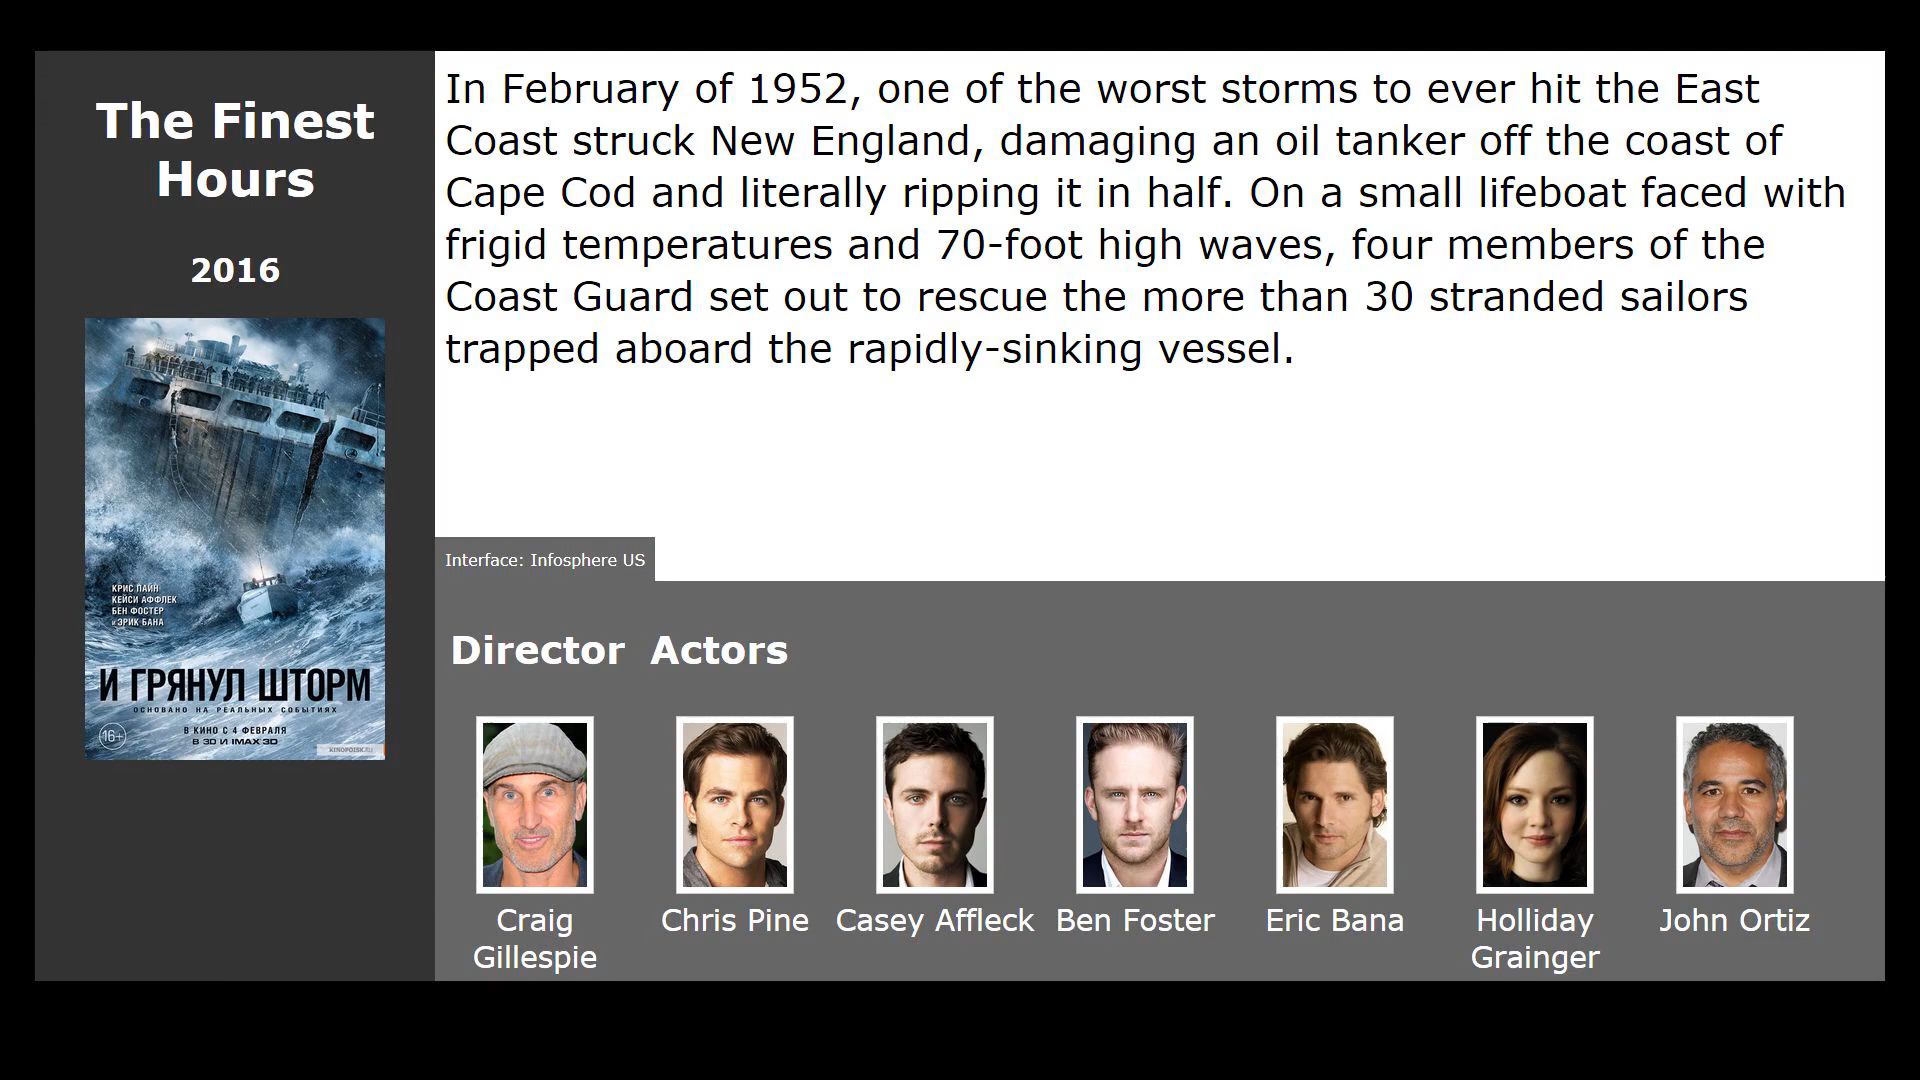 The Finest
Hours
2016
КРИС ПАЙН
КЕЙСИ АФФЛЕК
БЕН ФОСТЕР
и ЭРИК БАНА
И ГРЯНУЛ ШТОРМ
ОСНОВАНО НА РЕАЛЬНЫХ СОБЫТИЯХ
16+
В КИНО С 4 ФЕВРАЛЯ
В 3D И IMAX 3D
KINOPOISK.RU
In February of 1952, one of the worst storms to ever hit the East
Coast struck New England, damaging an oil tanker off the coast of
Cape Cod and literally ripping it in half. On a small lifeboat faced with
frigid temperatures and 70-foot high waves, four members of the
Coast Guard set out to rescue the more than 30 stranded sailors
trapped aboard the rapidly-sinking vessel.
Interface: Infosphere US
Director Actors
Craig
Gillespie
Chris Pine
Casey Affleck
Ben Foster
Eric Bana
Holliday
Grainger
John Ortiz